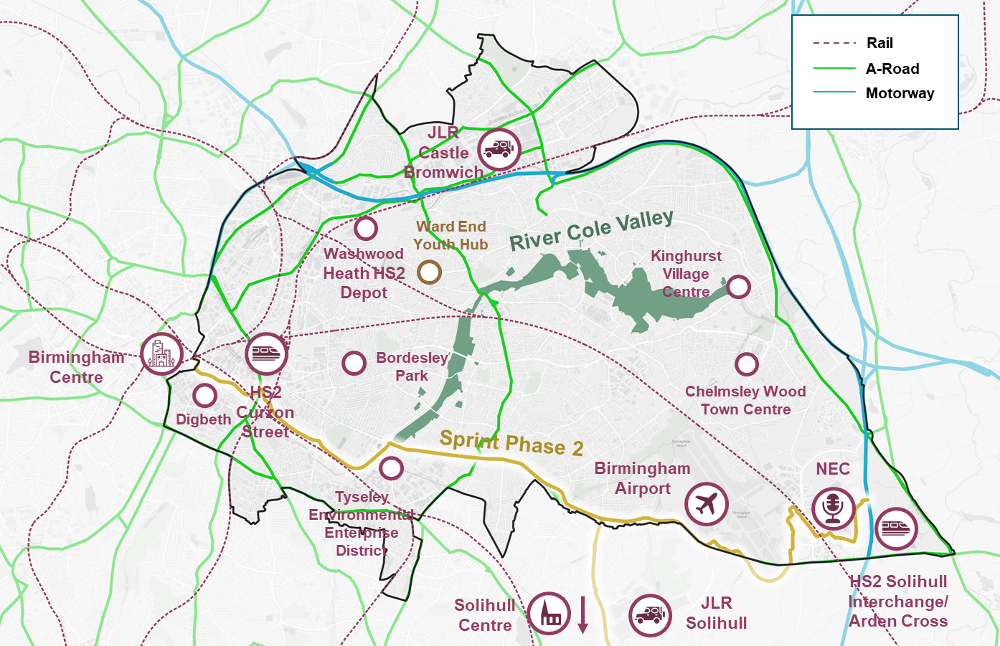 Rail
A-Road
Motorway
JLR
Castle
Bromwich
Ward End
Youth Hub
River Cole Valley
Washwood
Heath HS2
Depot
Kinghurst
Village
Centre
Birmingham
Centre
Bordesley
Park
HS2
Curzon
Street
Digbeth
Chelmsley Wood
Town Centre
Sprint Phase 2
Birmingham
Airport
NEC
Tyseley
Environmental
Enterprise
District
Solihull
Centre
JLR
Solihull
HS2 Solihull
Interchange/
Arden Cross